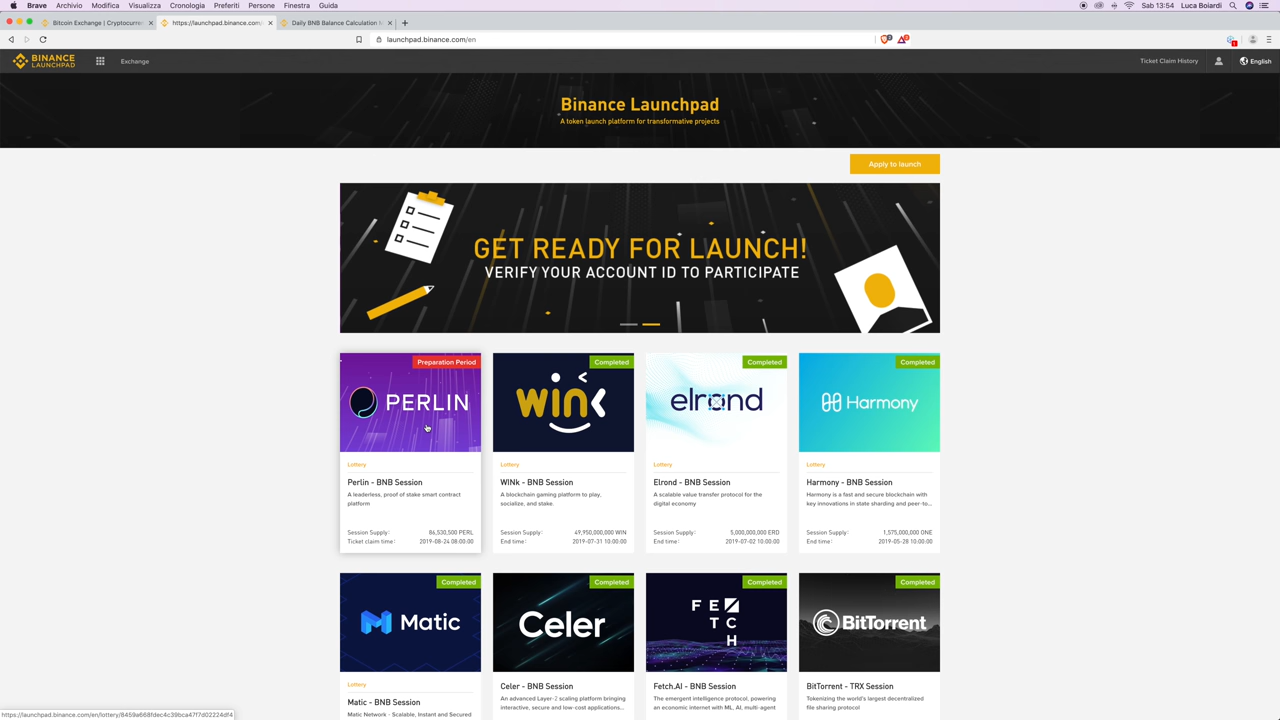 Brave Archivio Modifica Visualizza Cronologia Preferiti Persone Finestra Guida Sab 13:54 Luca Boiardi
Bitcoin Exchange | Cryptocurren https://launchpad.binance.com/ Daily BNB Balance Calculation
launchpad.binance.com/en
BINANCE LAUNCHPAD Exchange Ticket Claim History English
Binance Launchpad
A token launch platform for transformative projects
Apply to launch
GET READY FOR LAUNCH!
VERIFY YOUR ACCOUNT ID TO PARTICIPATE
Preparation Period Completed Completed Completed
PERLIN WINK elrond Harmony
Lottery Lottery Lottery Lottery
Perlin - BNB Session WINk - BNB Session Elrond - BNB Session Harmony - BNB Session
A leaderless, proof of stake smart contract A blockchain gaming platform to play, A scalable value transfer protocol for the Harmony is a fast and secure blockchain with
platform socialize, and stake digital economy key innovations in state sharding and peer-to...
Session Supply: 86,530,500 PERL Session Supply: 49,950,000,000 WIN Session Supply: 5,000,000,000 ERD Session Supply: 1,575,000,000 ONE
Ticket claim time: 2019-08-24 08:00:00 End time: 2019-07-31 10:00:00 End time: 2019-07-02 10:00:00 End time: 2019-05-28 10:00:00
Completed Completed Completed Completed
Matic Celer FETCH BitTorrent
Lottery Celer - BNB Session Fetch.AI - BNB Session BitTorrent - TRX Session
Matic - BNB Session An advanced Layer-2 scaling platform bringing The emergent intelligence protocol, powering Tokenizing the world's largest decentralized
Matic Network - Scalable, Instant and Secured interactive, secure and low-cost applications... an economic internet with ML, AI, multi-agent file sharing protocol
https://launchpad.binance.com/en/lottery/8459a668fdec4c39bca47f7d02224df4